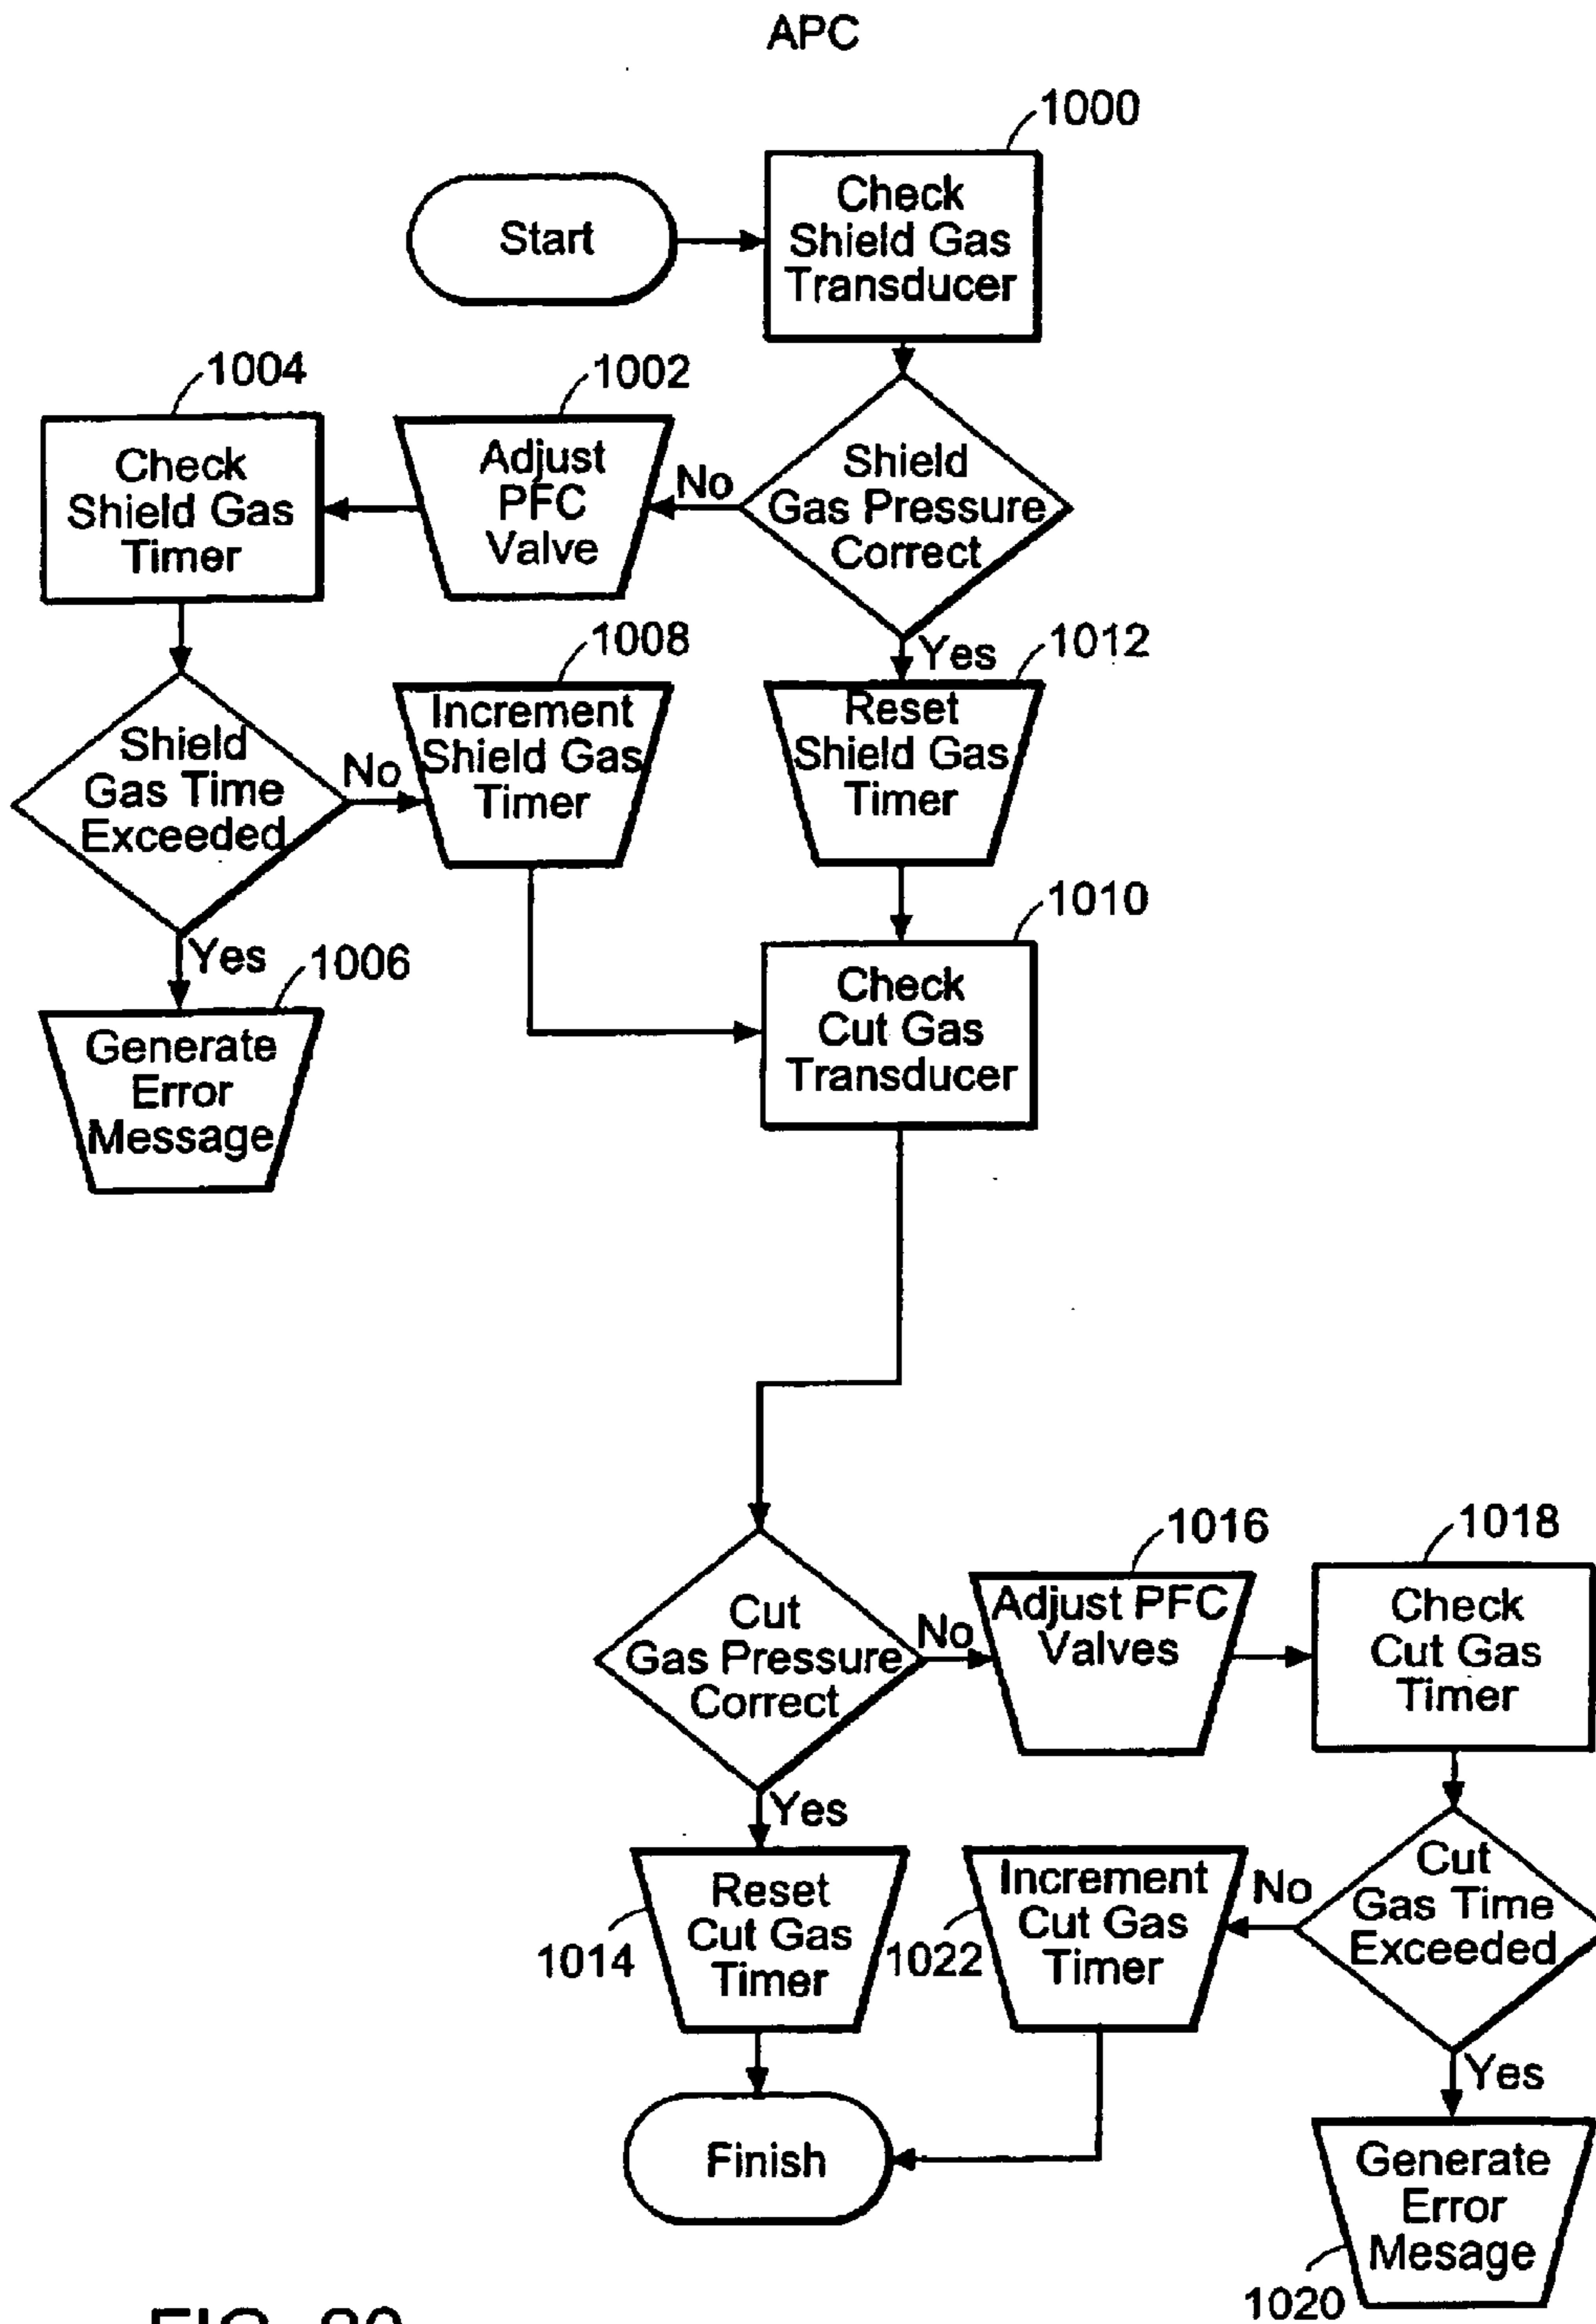 APC
1000
Start
Check
Shield Gas
Transducer
1004
1002
Check
Shield Gas
Timer
Adjust
PFC
Valve
No
Shield
Gas Pressure
Correct
1008
Yes
1012
Shield
Gas Time
Exceeded
No
Increment
Shield Gas
Timer
Reset
Shield Gas
Timer
1010
Yes
1006
Generate
Error
Message
Check
Cut Gas
Transducer
1016
1018
Cut
Gas Pressure
Correct
No
Adjust PFC
Valves
Check
Cut Gas
Timer
Yes
Reset
Cut Gas
Timer
1014
Increment
Cut Gas
Timer
1022
No
Cut
Gas Time
Exceeded
Yes
Finish
Generate
Error
Mesage
1020